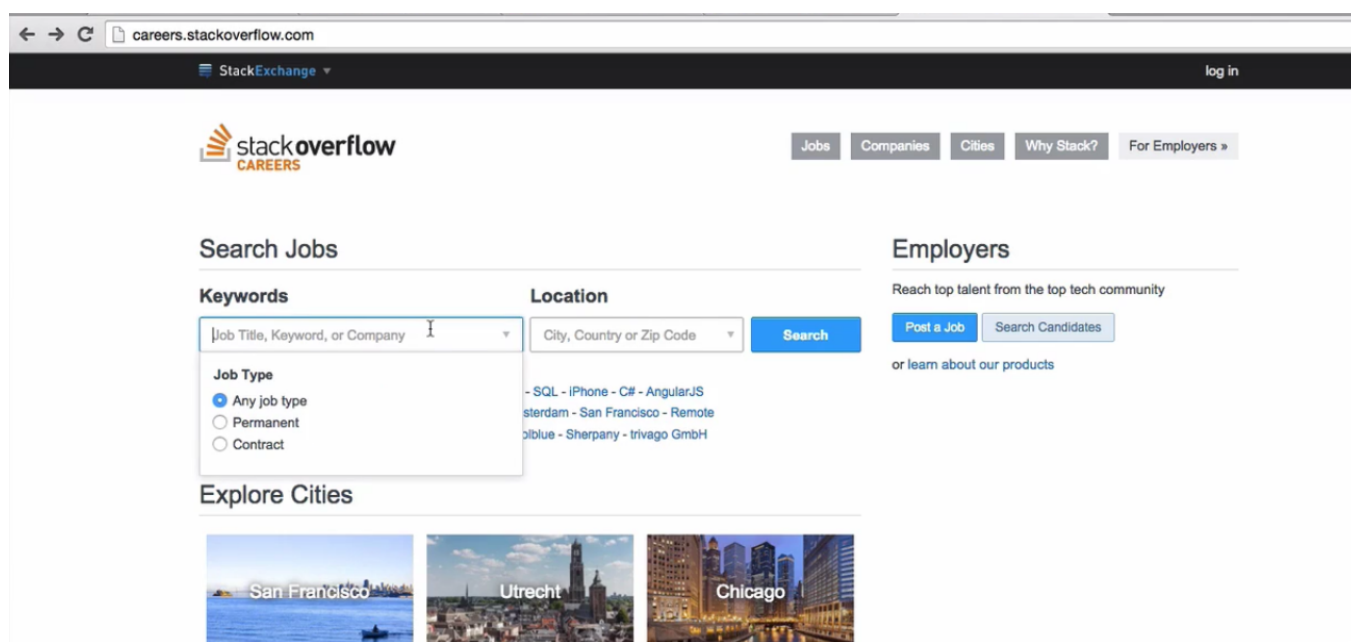 careers.stackoverflow.com
StackExchange
log in
stackoverflow
CAREERS
Jobs
Companies
Cities
Why Stack?
For Employers »
Search Jobs
Keywords
Job Title, Keyword, or Company
Location
City, Country or Zip Code
Search
Job Type
Any job type
Permanent
Contract
- SQL - iPhone - C# - AngularJS
- San Francisco - Remote
- Sherpany - trivago GmbH
Employers
Reach top talent from the top tech community
Post a Job
Search Candidates
or learn about our products
Explore Cities
San Francisco
Utrecht
Chicago